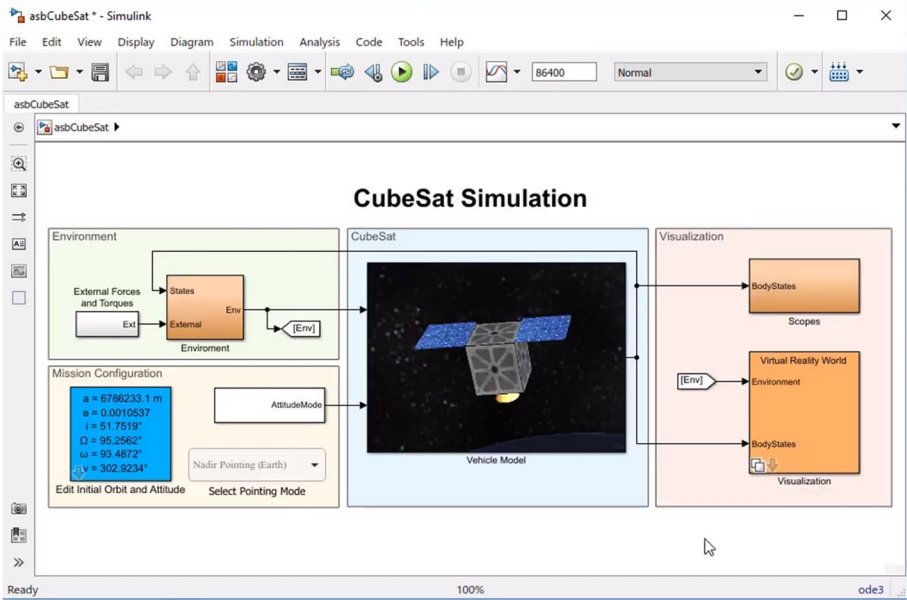 asbCubeSat * - Simulink
File Edit View Display Diagram Simulation Analysis Code Tools Help
86400 Normal
asbCubeSat
asbCubeSat
CubeSat Simulation
Environment
CubeSat
Visualization
External Forces
and Torques
Ext
States
External
Env
Enviroment
[Env]
Mission Configuration
a = 6786233.1 m
e = 0.0010537
i = 51.7519°
Ω = 95.2562°
ω = 93.4872°
ν = 302.9234°
Edit Initial Orbit and Attitude
AttitudeMode
Nadir Pointing (Earth)
Select Pointing Mode
Vehicle Model
BodyStates
Scopes
Virtual Reality World
[Env]
Environment
BodyStates
Visualization
Ready 100% ode3